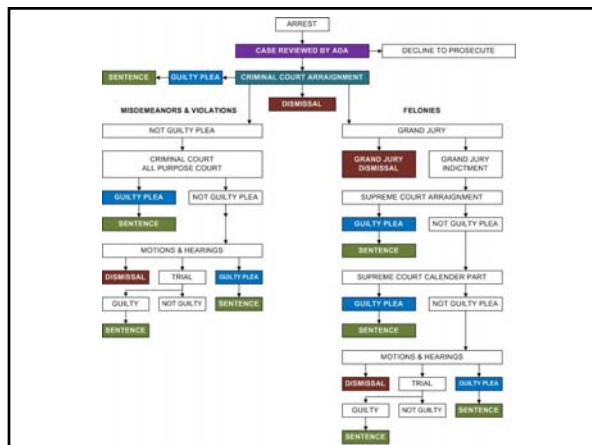 ARREST
CASE REVIEWED BY ADA
DECLINE TO PROSECUTE
SENTENCE
GUILTY PLEA
CRIMINAL COURT ARRAIGNMENT
DISMISSAL
MISDEMEANORS & VIOLATIONS
NOT GUILTY PLEA
CRIMINAL COURT
ALL PURPOSE COURT
GUILTY PLEA
NOT GUILTY PLEA
SENTENCE
MOTIONS & HEARINGS
DISMISSAL
TRIAL
GUILTY PLEA
GUILTY
NOT GUILTY
SENTENCE
SENTENCE
FELONIES
GRAND JURY
GRAND JURY
DISMISSAL
GRAND JURY
INDICTMENT
SUPREME COURT ARRAIGNMENT
GUILTY PLEA
NOT GUILTY PLEA
SENTENCE
SUPREME COURT CALENDER PART
GUILTY PLEA
NOT GUILTY PLEA
SENTENCE
MOTIONS & HEARINGS
DISMISSAL
TRIAL
GUILTY PLEA
GUILTY
NOT GUILTY
SENTENCE
SENTENCE